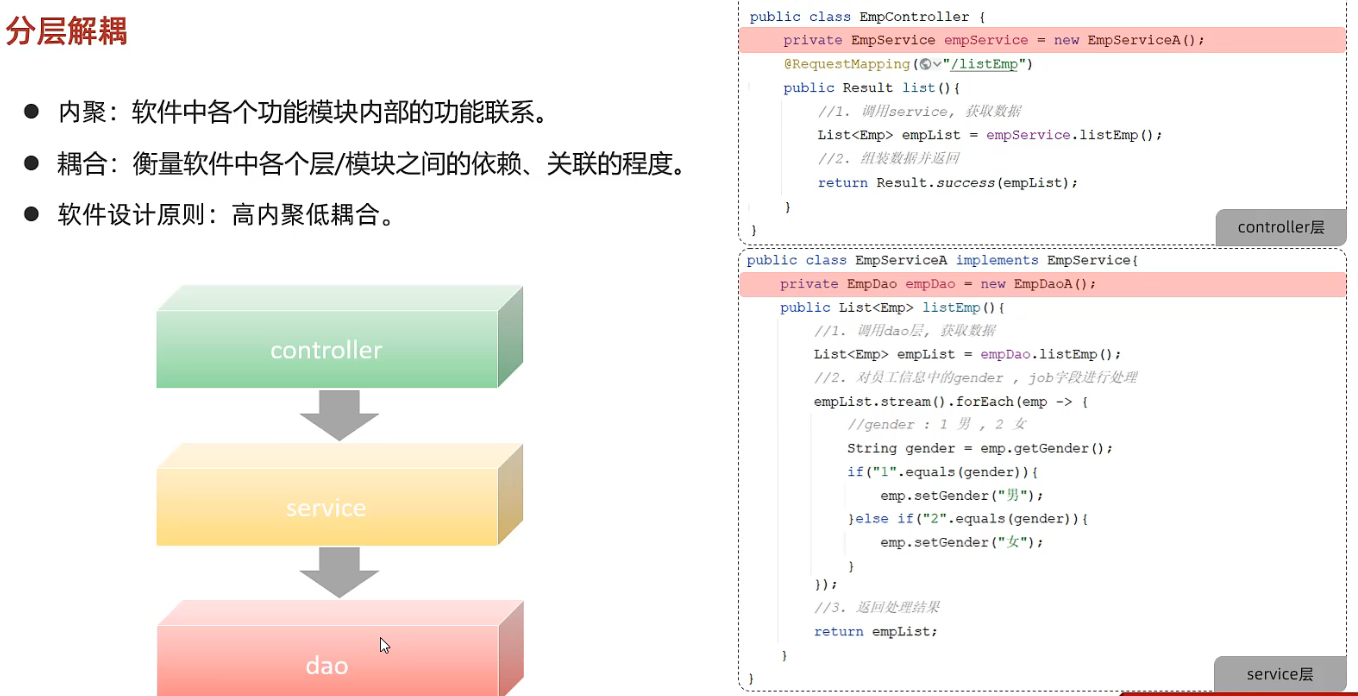 分层解耦
● 内聚：软件中各个功能模块内部的功能联系。
● 耦合：衡量软件中各个层/模块之间的依赖、关联的程度。
● 软件设计原则：高内聚低耦合。
controller
service
dao
public class EmpController {
private EmpService empService = new EmpServiceA();
@RequestMapping("/listEmp")
public Result list(){
//1. 调用service, 获取数据
List<Emp> empList = empService.listEmp();
//2. 组装数据并返回
return Result.success(empList);
}
}
controller层
public class EmpServiceA implements EmpService{
private EmpDao empDao = new EmpDaoA();
public List<Emp> listEmp(){
//1. 调用dao层, 获取数据
List<Emp> empList = empDao.listEmp();
//2. 对员工信息中的gender , job字段进行处理
empList.stream().forEach(emp -> {
//gender : 1 男 , 2 女
String gender = emp.getGender();
if("1".equals(gender)){
emp.setGender("男");
}else if("2".equals(gender)){
emp.setGender("女");
}
});
//3. 返回处理结果
return empList;
}
}
service层